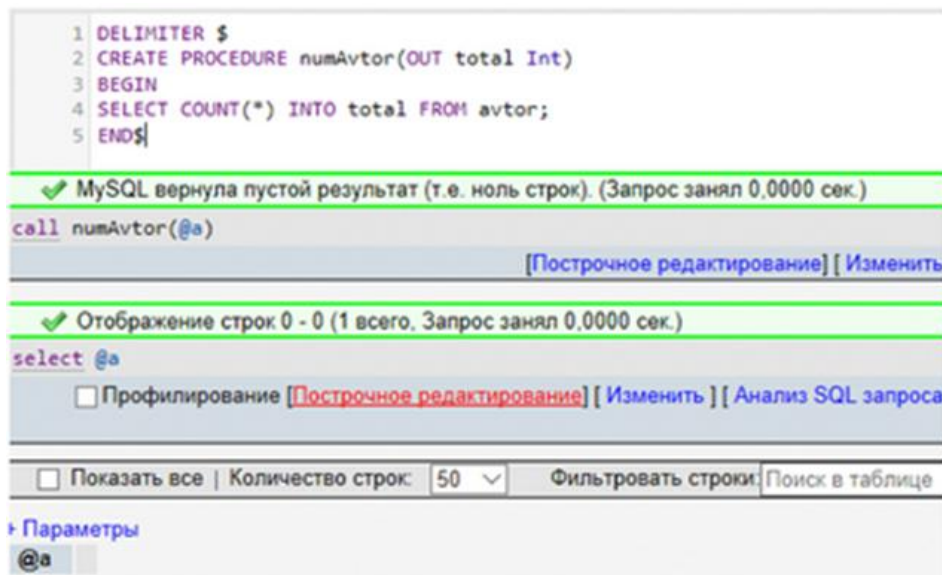 1 DELIMITER $
2 CREATE PROCEDURE numAvtor(OUT total Int)
3 BEGIN
4 SELECT COUNT(*) INTO total FROM avtor;
5 END$
MySQL вернула пустой результат (т.е. ноль строк). (Запрос занял 0,0000 сек.)
call numAvtor(@a)
[Построчное редактирование] [ Изменить
Отображение строк 0 - 0 (1 всего, Запрос занял 0,0000 сек.)
select @a
Профилирование [Построчное редактирование] [ Изменить ] [ Анализ SQL запроса
Показать все | Количество строк: 50 Фильтровать строки: Поиск в таблице
+ Параметры
@a